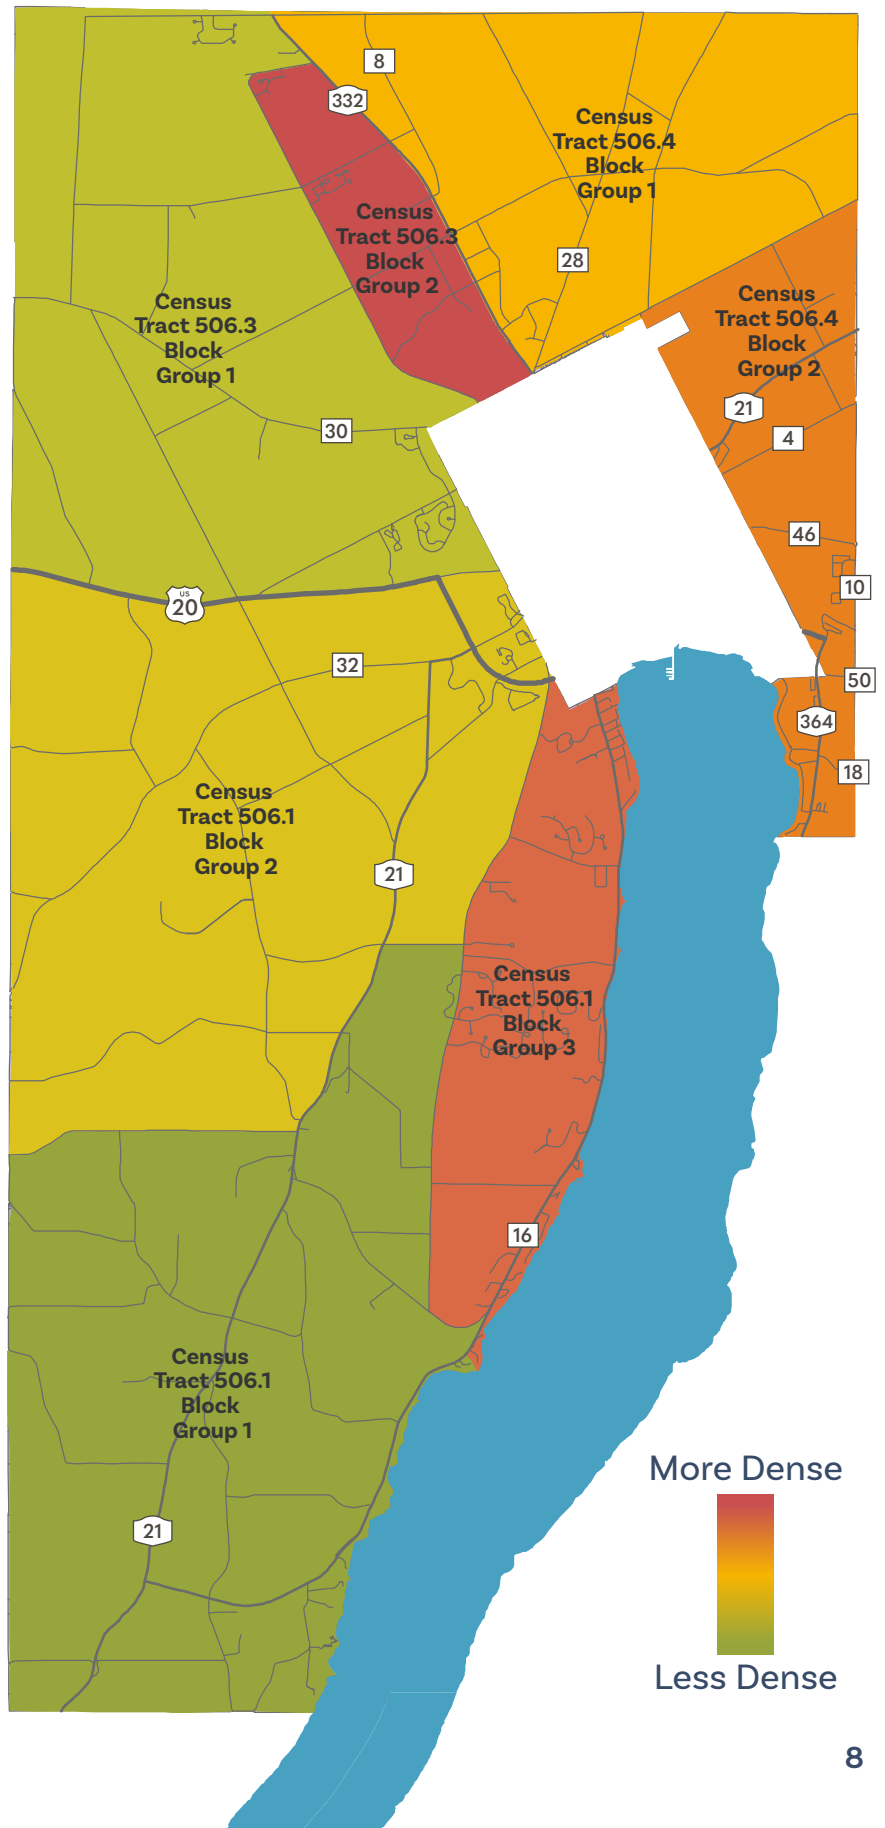 8
332
Census
Tract 506.4
Block
Group 1
Census
Tract 506.3
Block
Group 2
28
Census
Tract 506.3
Block
Group 1
Census
Tract 506.4
Block
Group 2
21
30
4
46
10
US
20
32
50
364
18
Census
Tract 506.1
Block
Group 2
21
Census
Tract 506.1
Block
Group 3
16
Census
Tract 506.1
Block
Group 1
21
More Dense
Less Dense
8